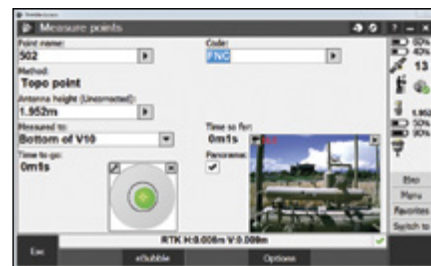 Measure points
Point name:
502
Code:
FNC
Method:
Topo point
Antenna height (Uncorrected):
1.952m
Measured to:
Bottom of V10
Time so far:
0m1s
Time to go:
0m1s
Panorama:
13
1.952
50%
90%
Map
Menu
Favorites
Switch to
RTK H:0.008m V:0.009m
Esc
eBubble
Options